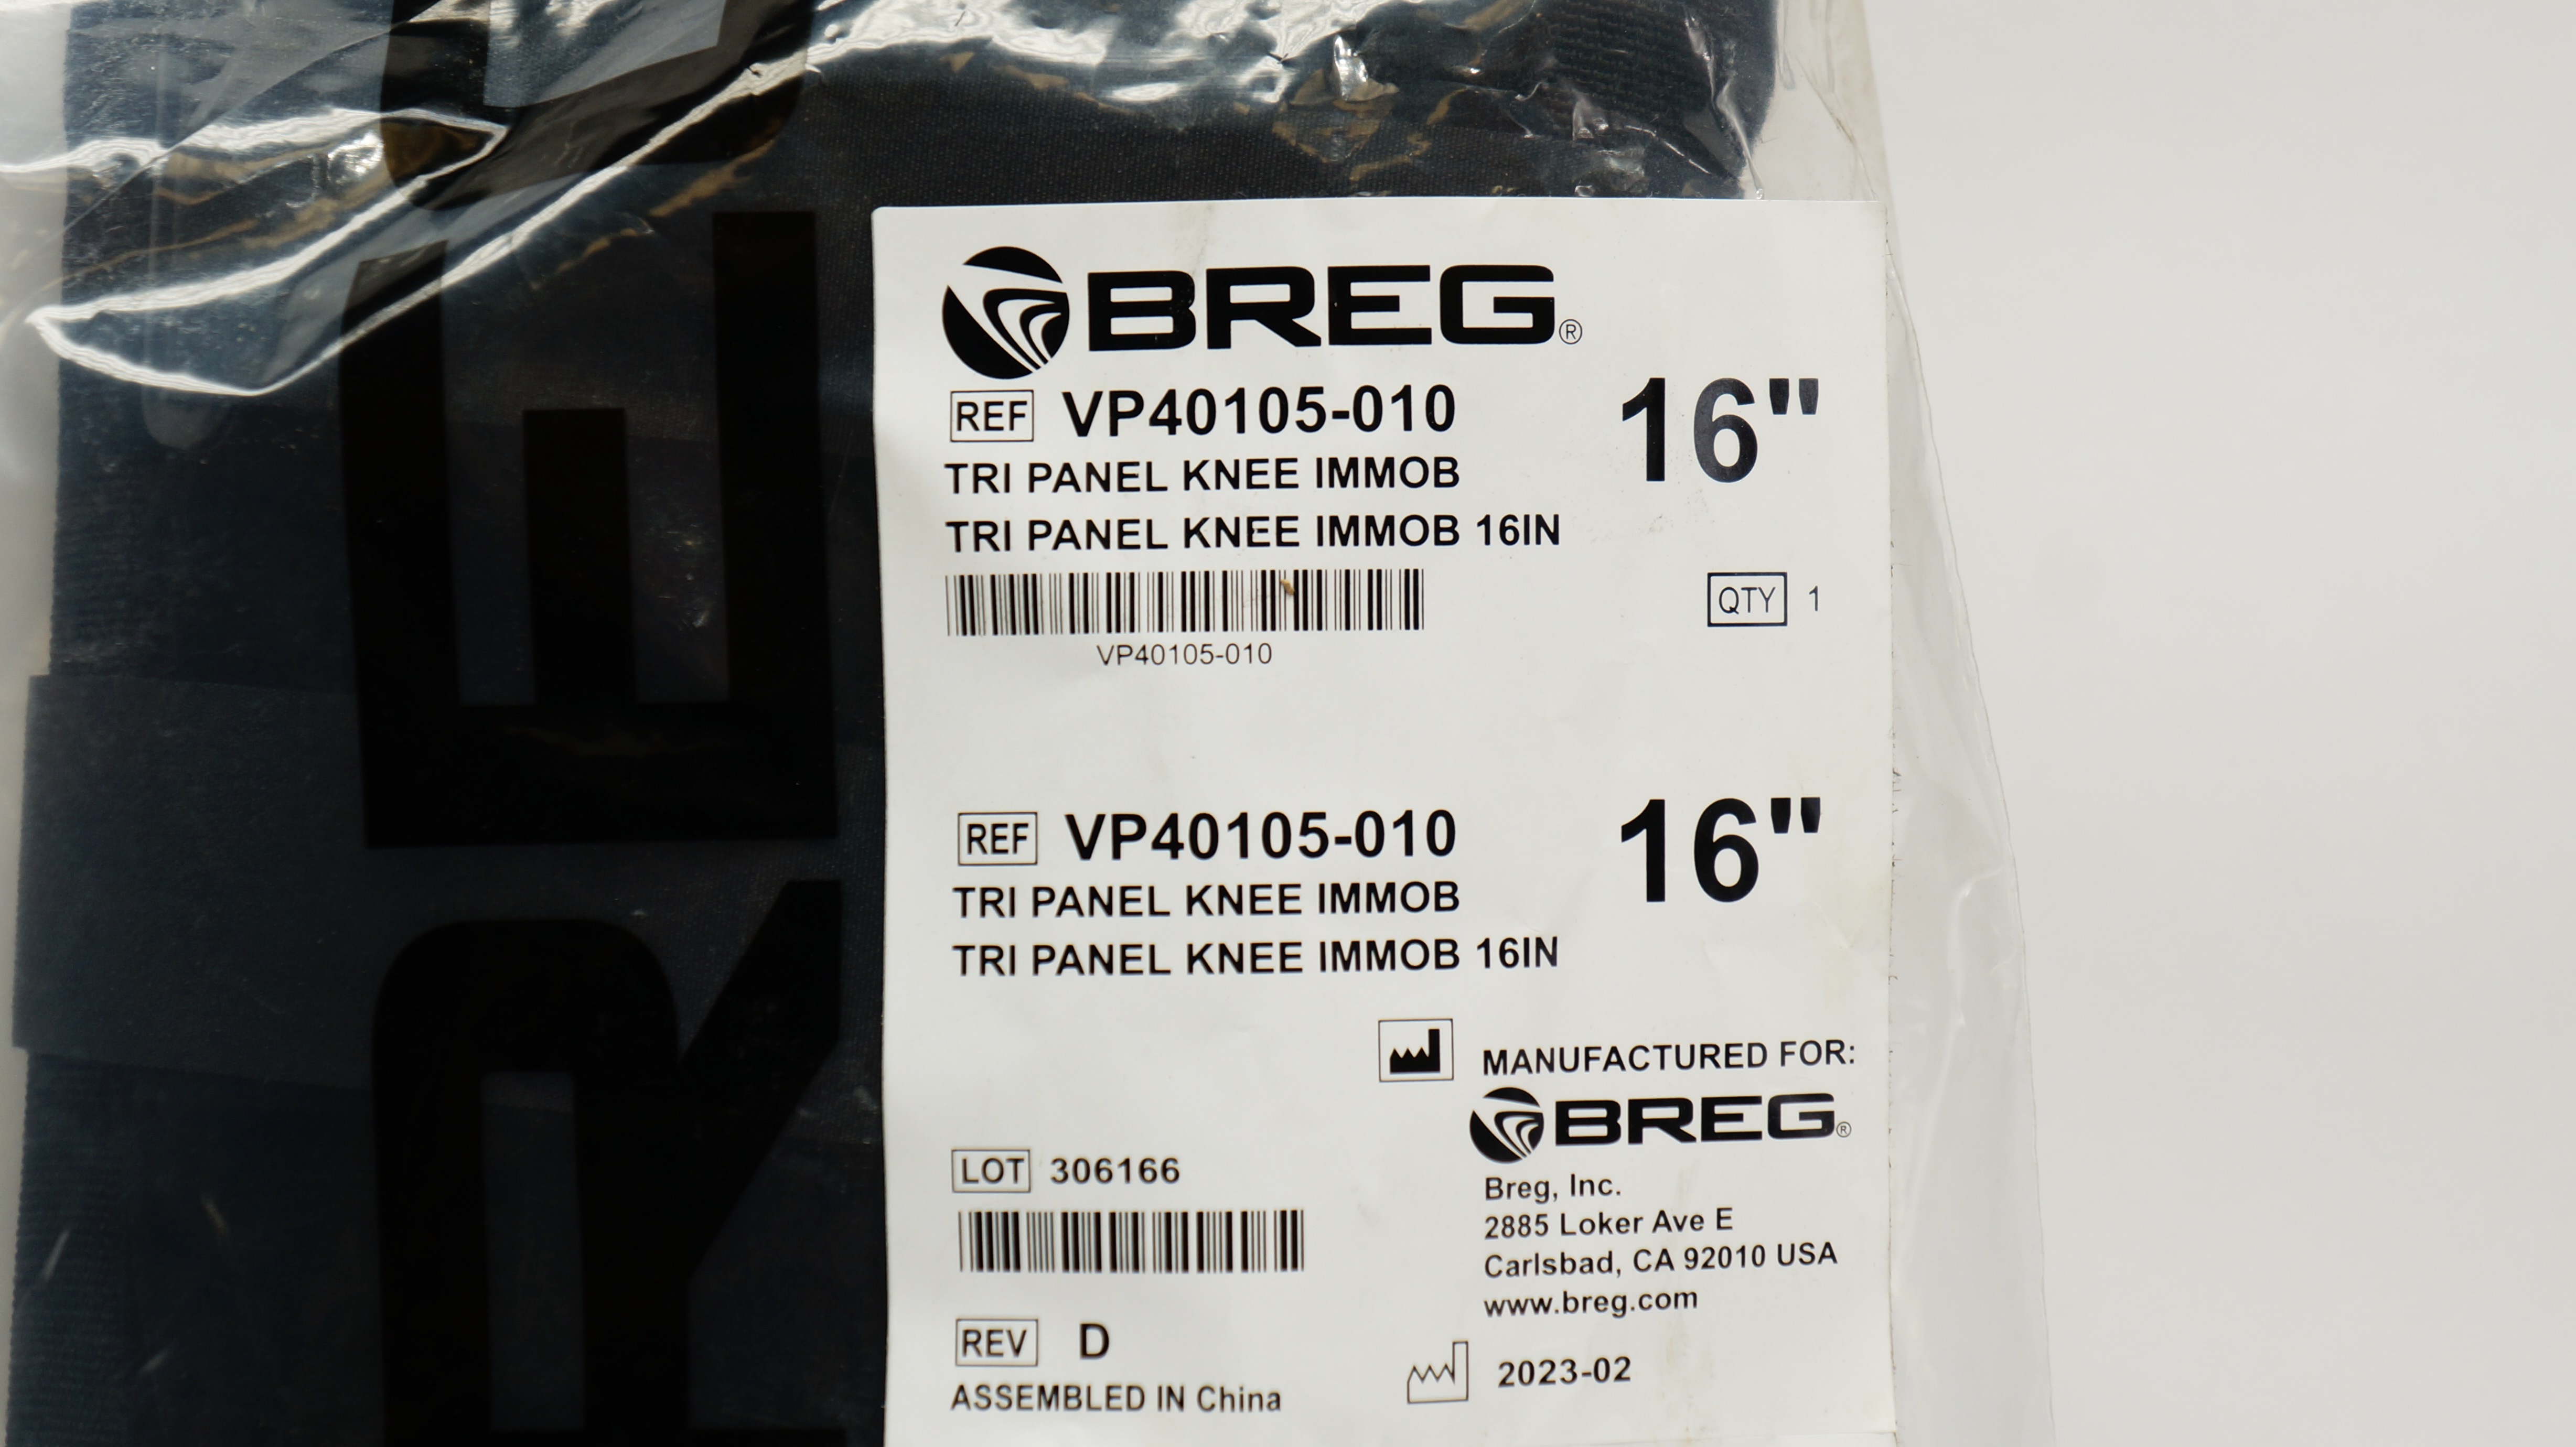 BREG®
REF VP40105-010 16"
TRI PANEL KNEE IMMOB
TRI PANEL KNEE IMMOB 16IN
QTY 1
VP40105-010
REF VP40105-010 16"
TRI PANEL KNEE IMMOB
TRI PANEL KNEE IMMOB 16IN
MANUFACTURED FOR:
BREG®
LOT 306166
Breg, Inc.
2885 Loker Ave E
Carlsbad, CA 92010 USA
www.breg.com
REV D
2023-02
ASSEMBLED IN China